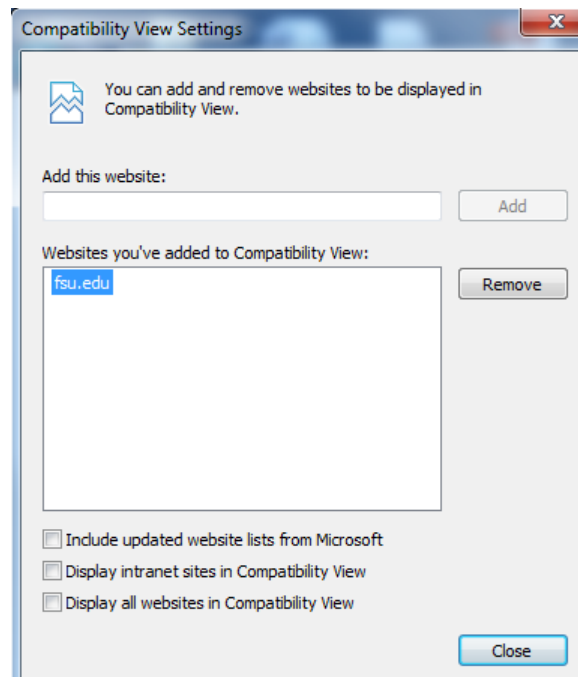 Compatibility View Settings
You can add and remove websites to be displayed in
Compatibility View.
Add this website:
Add
Websites you've added to Compatibility View:
fsu.edu
Remove
Include updated website lists from Microsoft
Display intranet sites in Compatibility View
Display all websites in Compatibility View
Close